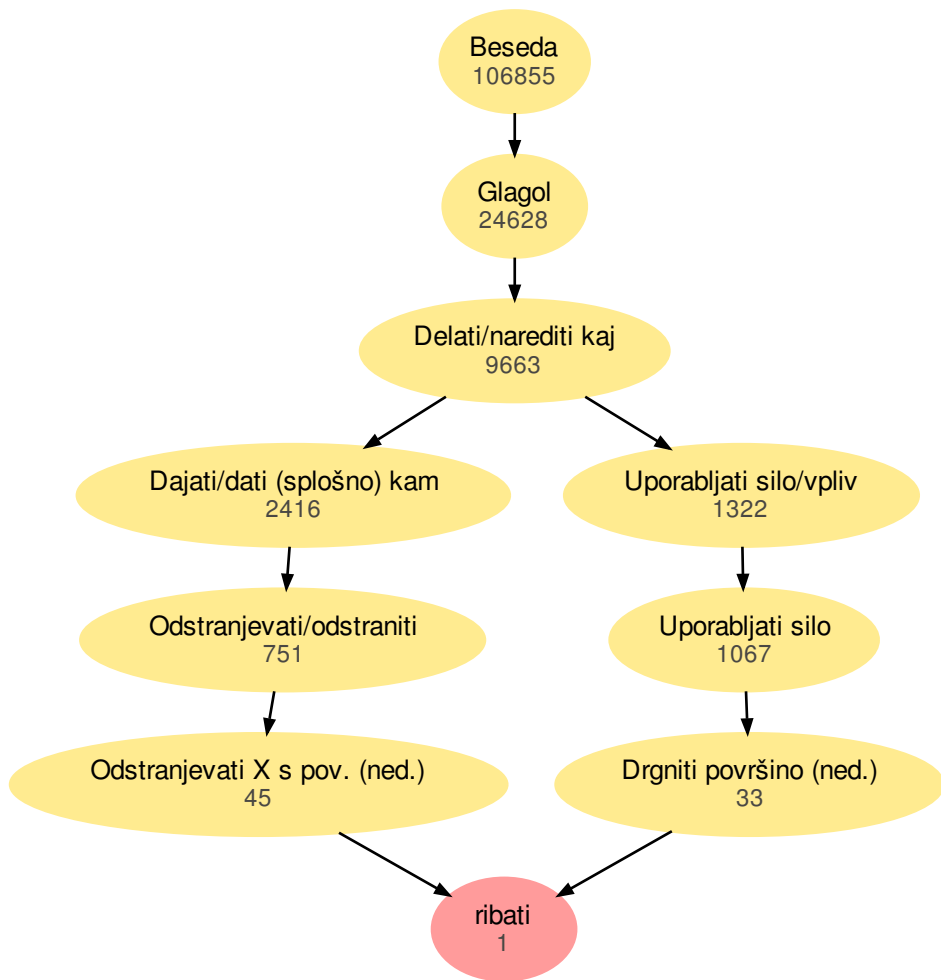 Beseda
106855
Glagol
24628
Delati/narediti kaj
9663
Dajati/dati (splošno) kam
2416
Uporabljati silo/vpliv
1322
Odstranjevati/odstraniti
751
Uporabljati silo
1067
Odstranjevati X s pov. (ned.)
45
Drgniti površino (ned.)
33
ribati
1